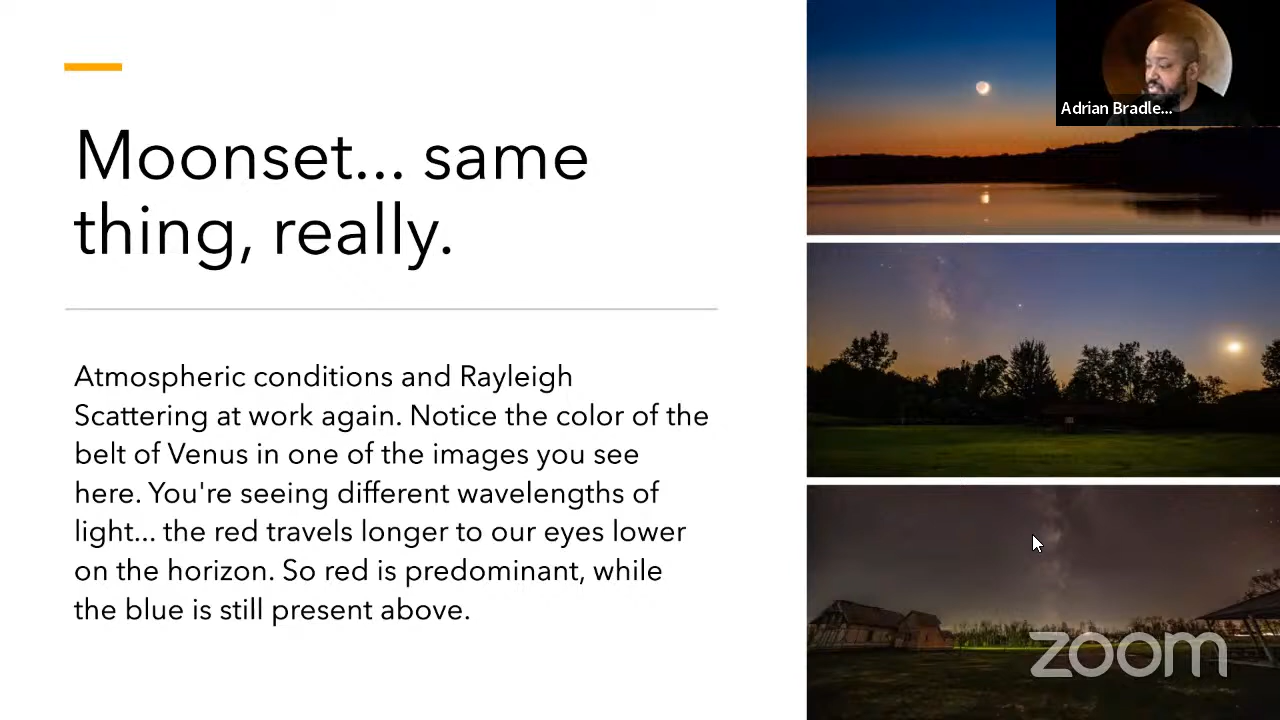 Moonset... same
thing, really.
Atmospheric conditions and Rayleigh
Scattering at work again. Notice the color of the
belt of Venus in one of the images you see
here. You're seeing different wavelengths of
light... the red travels longer to our eyes lower
on the horizon. So red is predominant, while
the blue is still present above.
Adrian Bradle...
zoom